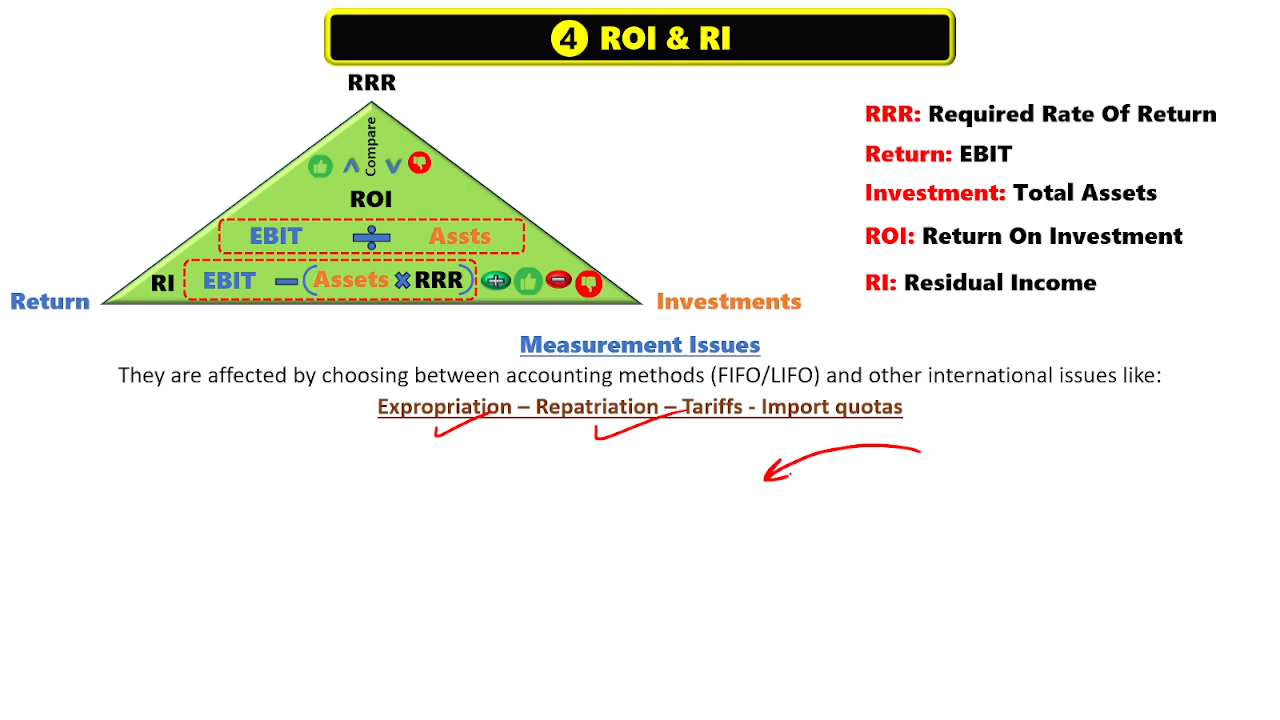 4 ROI & RI
RRR
Compare
ROI
EBIT ÷ Assts
RI EBIT – (Assets × RRR) + –
Return
Investments
RRR: Required Rate Of Return
Return: EBIT
Investment: Total Assets
ROI: Return On Investment
RI: Residual Income
Measurement Issues
They are affected by choosing between accounting methods (FIFO/LIFO) and other international issues like:
Expropriation – Repatriation – Tariffs - Import quotas